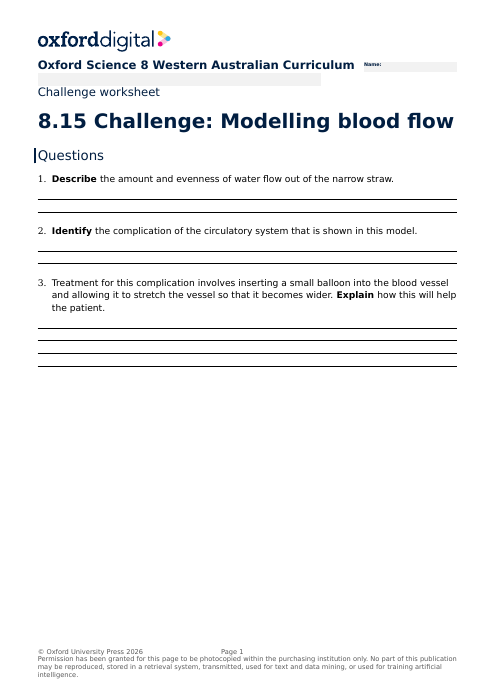 oxforddigital
Oxford Science 8 Western Australian Curriculum Name:
Challenge worksheet
8.15 Challenge: Modelling blood flow
Questions
1. Describe the amount and evenness of water flow out of the narrow straw.
2. Identify the complication of the circulatory system that is shown in this model.
3. Treatment for this complication involves inserting a small balloon into the blood vessel
and allowing it to stretch the vessel so that it becomes wider. Explain how this will help
the patient.
© Oxford University Press 2026 Page 1
Permission has been granted for this page to be photocopied within the purchasing institution only. No part of this publication
may be reproduced, stored in a retrieval system, transmitted, used for text and data mining, or used for training artificial
intelligence.